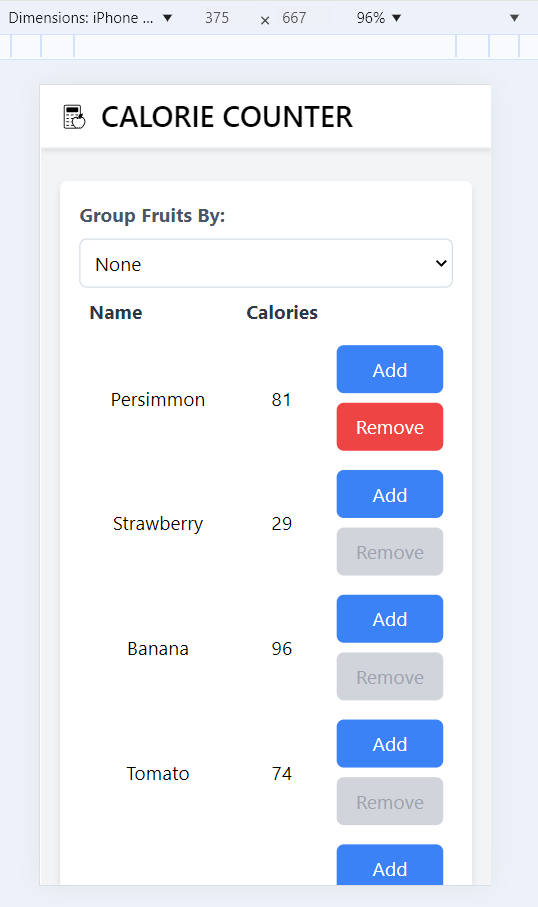 Dimensions: iPhone ... 375 × 667 96%
CALORIE COUNTER
Group Fruits By:
None
Name Calories
Add
Persimmon 81
Remove
Add
Strawberry 29
Remove
Add
Banana 96
Remove
Add
Tomato 74
Remove
Add